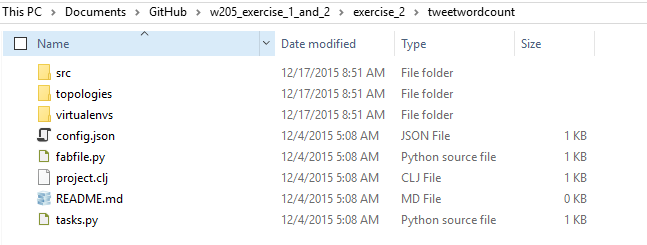 This PC > Documents > GitHub > w205_exercise_1_and_2 > exercise_2 > tweetwordcount
Name Date modified Type Size
src 12/17/2015 8:51 AM File folder
topologies 12/17/2015 8:51 AM File folder
virtualenvs 12/17/2015 8:51 AM File folder
config.json 12/4/2015 5:08 AM JSON File 1 KB
fabfile.py 12/4/2015 5:08 AM Python source file 1 KB
project.clj 12/4/2015 5:08 AM CLJ File 1 KB
README.md 12/4/2015 5:08 AM MD File 0 KB
tasks.py 12/4/2015 5:08 AM Python source file 1 KB